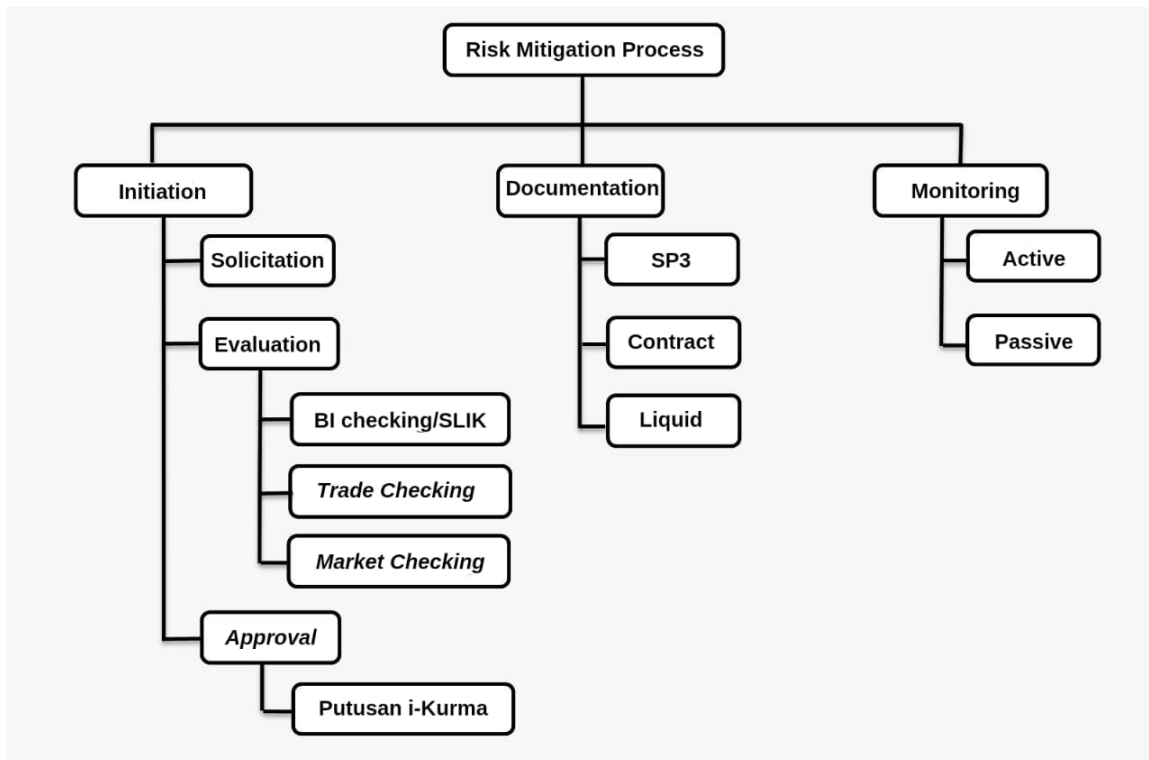 Risk Mitigation Process
Initiation
Solicitation
Evaluation
BI checking/SLIK
Trade Checking
Market Checking
Approval
Putusan i-Kurma
Documentation
SP3
Contract
Liquid
Monitoring
Active
Passive